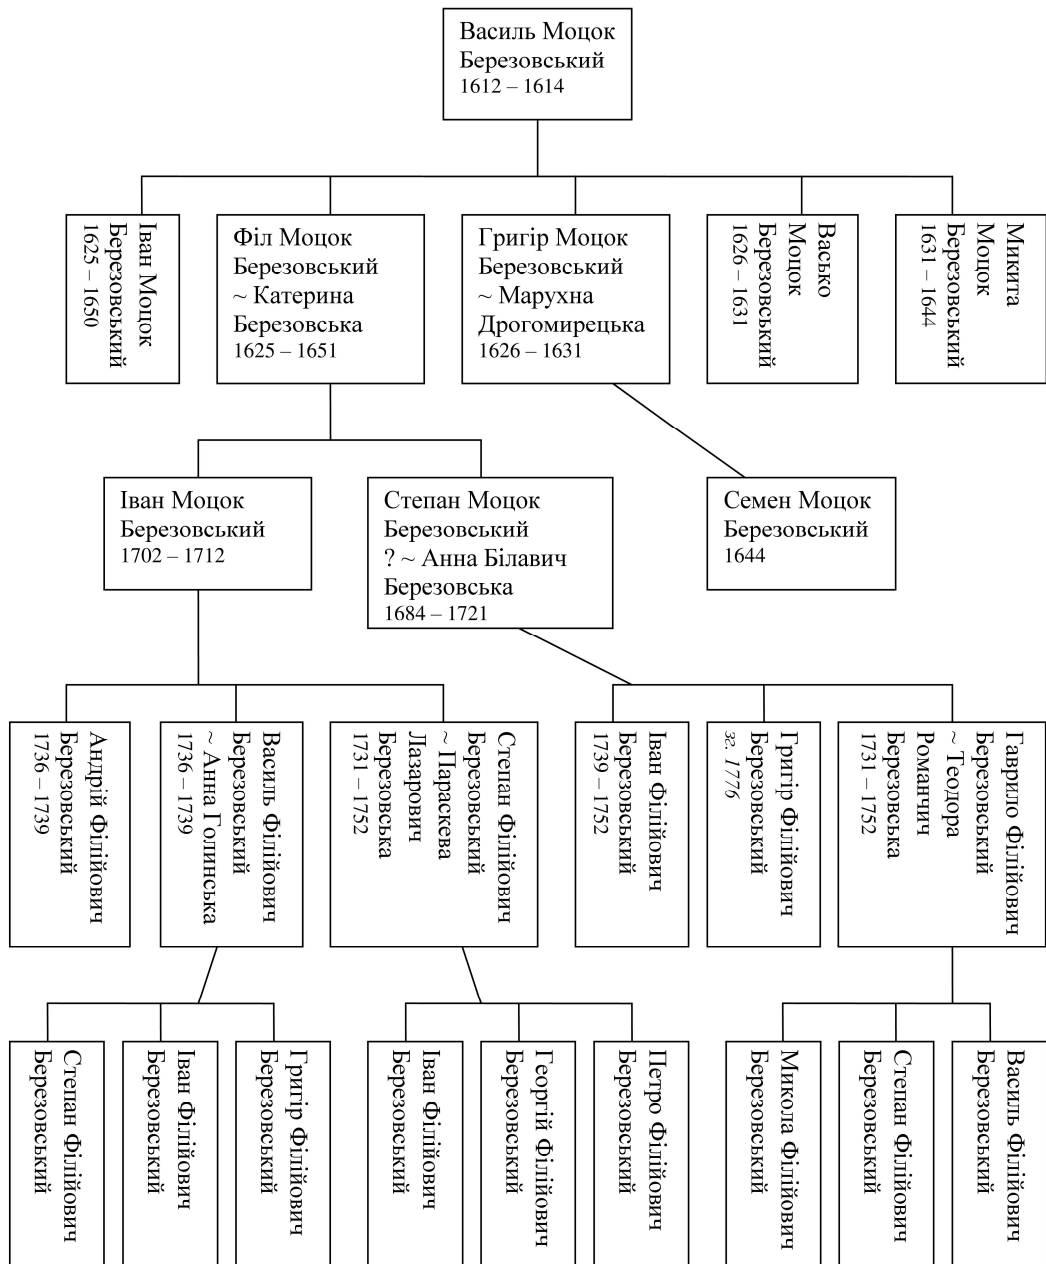 Василь Моцок
Березовський
1612 – 1614
Іван Моцок
Березовський
1625 – 1650
Філ Моцок
Березовський
~ Катерина
Березовська
1625 – 1651
Григір Моцок
Березовський
~ Марухна
Дрогомирецька
1626 – 1631
Васько
Моцок
Березовський
1626 – 1631
Микита
Моцок
Березовський
1631 – 1644
Іван Моцок
Березовський
1702 – 1712
Степан Моцок
Березовський
? ~ Анна Білавич
Березовська
1684 – 1721
Семен Моцок
Березовський
1644
Андрій Філійович
Березовський
1736 – 1739
Василь Філійович
Березовський
~ Анна Голинська
1736 – 1739
Степан Філійович
Березовський
~ Параскева
Лазарович
Березовська
1731 – 1752
Іван Філійович
Березовський
1739 – 1752
Григір Філійович
Березовський
зг. 1776
Гаврило Філійович
Березовський
~ Теодора
Романчич
Березовська
1731 – 1752
Степан Філійович
Березовський
Іван Філійович
Березовський
Григір Філійович
Березовський
Іван Філійович
Березовський
Георгій Філійович
Березовський
Петро Філійович
Березовський
Микола Філійович
Березовський
Степан Філійович
Березовський
Василь Філійович
Березовський